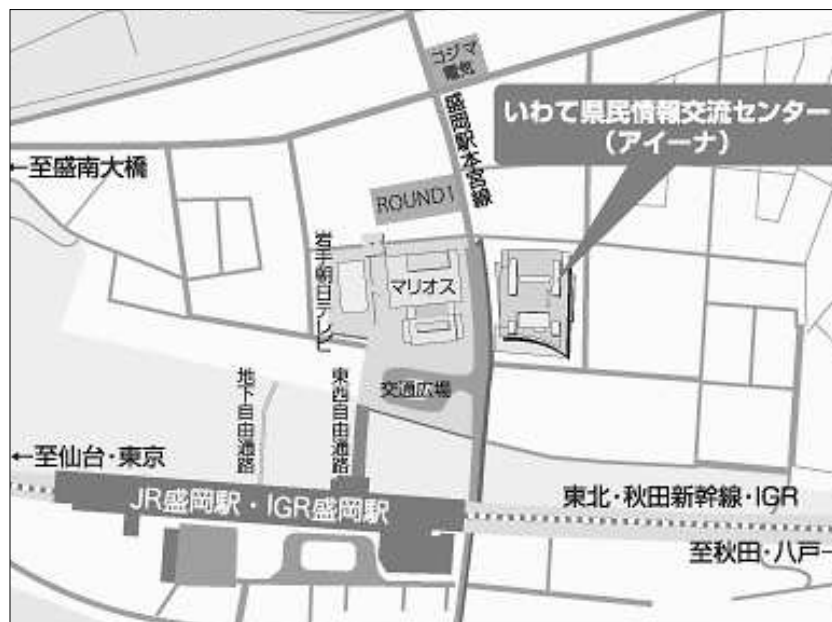 コジマ
電気
盛岡駅本宮線
いわて県民情報交流センター
（アイーナ）
←至盛南大橋
ROUND1
岩手朝日テレビ
マリオス
交通広場
東西自由通路
地下自由通路
←至仙台・東京
JR盛岡駅・IGR盛岡駅
東北・秋田新幹線・IGR
至秋田・八戸→